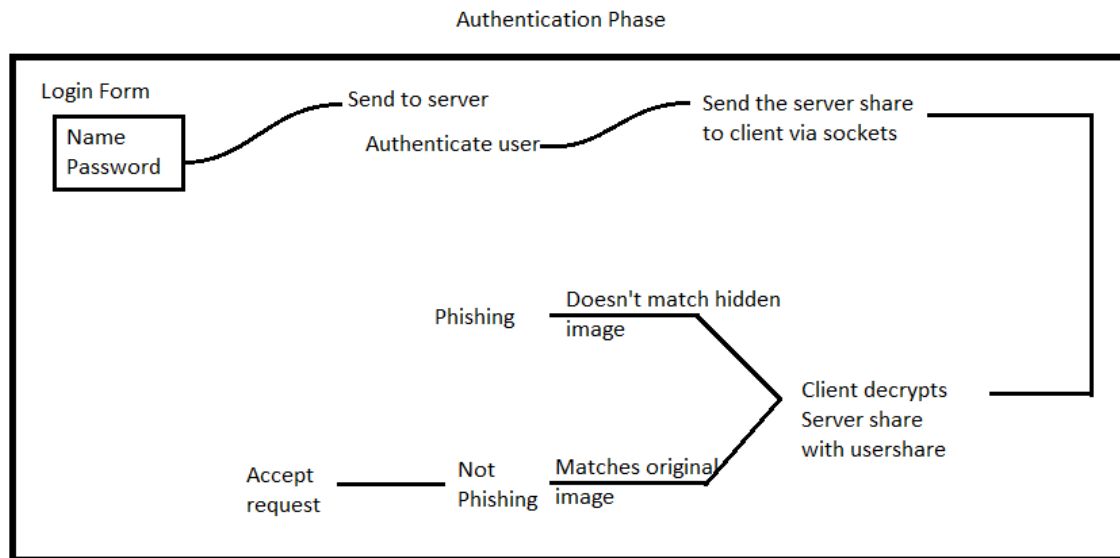 Authentication Phase
Login Form
Name
Password
Send to server
Authenticate user
Send the server share
to client via sockets
Client decrypts
Server share
with usershare
Doesn't match hidden
image
Phishing
Matches original
image
Not
Phishing
Accept
request